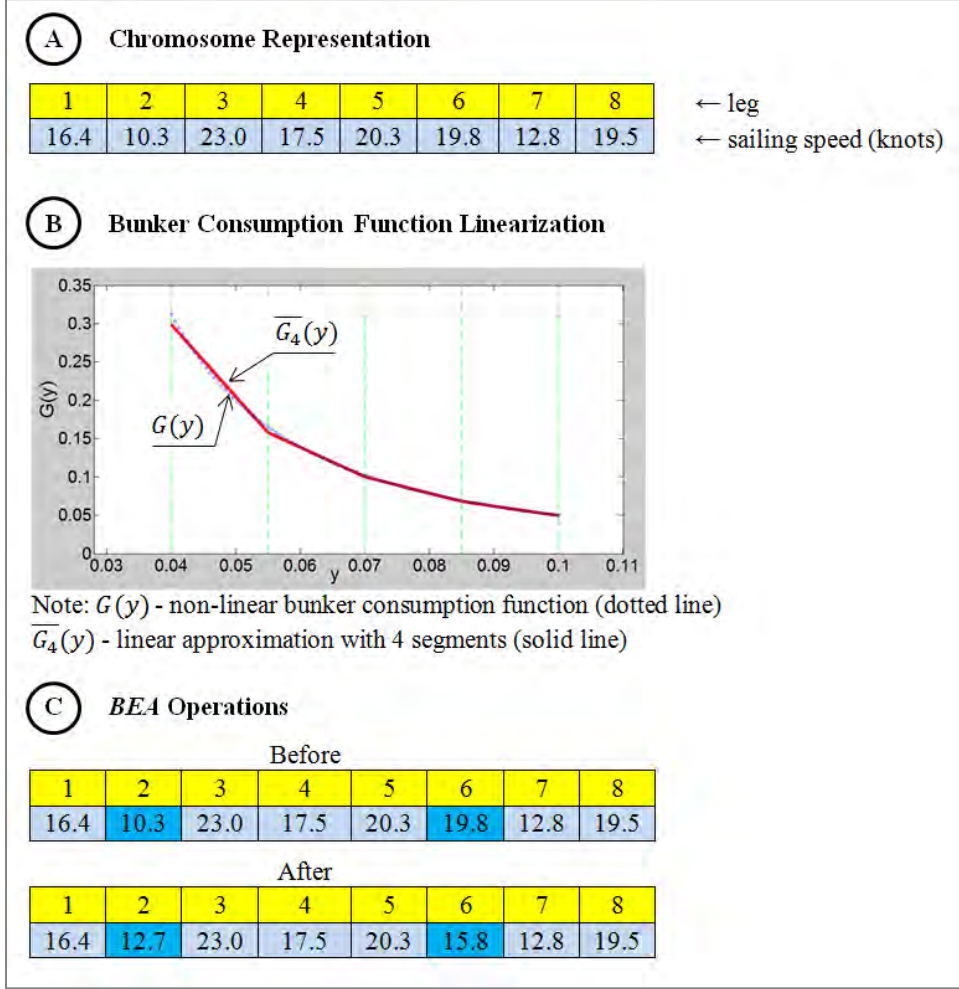 A Chromosome Representation
1 2 3 4 5 6 7 8 ← leg
16.4 10.3 23.0 17.5 20.3 19.8 12.8 19.5 ← sailing speed (knots)
B Bunker Consumption Function Linearization
0.35
0.3
0.25
0.2
0.15
0.1
0.05
0
G(y)
\overline{G_4}(y)
G(y)
0.03 0.04 0.05 0.06 0.07 0.08 0.09 0.1 0.11
y
Note: G(y) - non-linear bunker consumption function (dotted line)
\overline{G_4}(y) - linear approximation with 4 segments (solid line)
C BEA Operations
Before
1 2 3 4 5 6 7 8
16.4 10.3 23.0 17.5 20.3 19.8 12.8 19.5
After
1 2 3 4 5 6 7 8
16.4 12.7 23.0 17.5 20.3 15.8 12.8 19.5